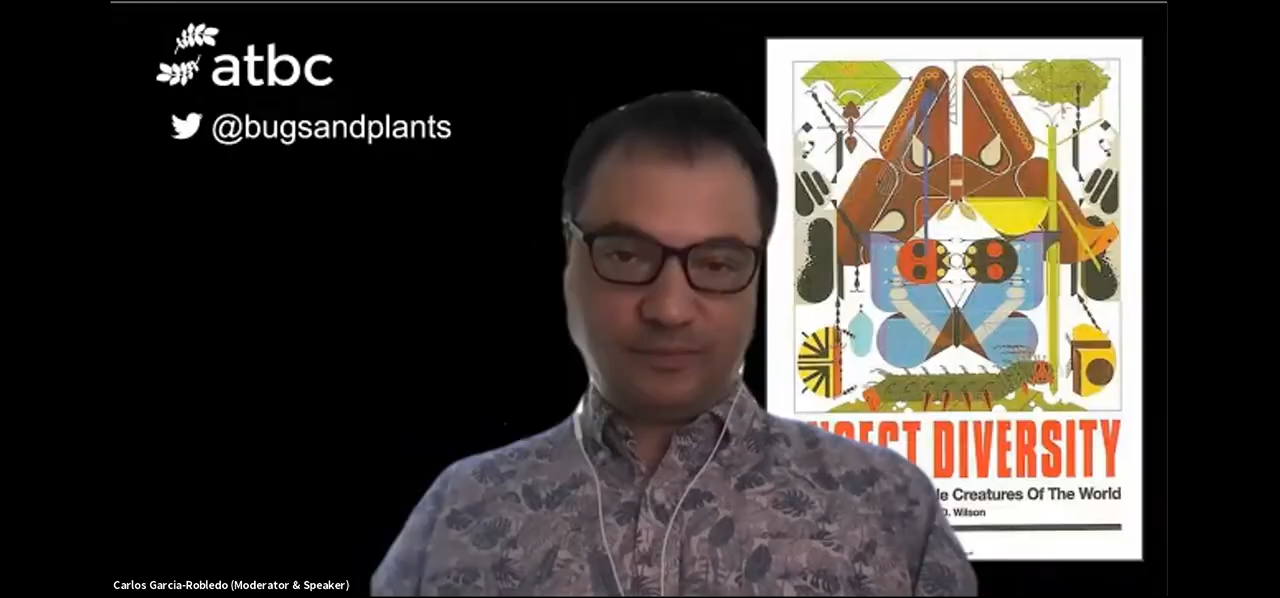 atbc
@bugsandplants
DIVERSITY
Creatures Of The World
Wilson
Carlos Garcia-Robledo (Moderator & Speaker)